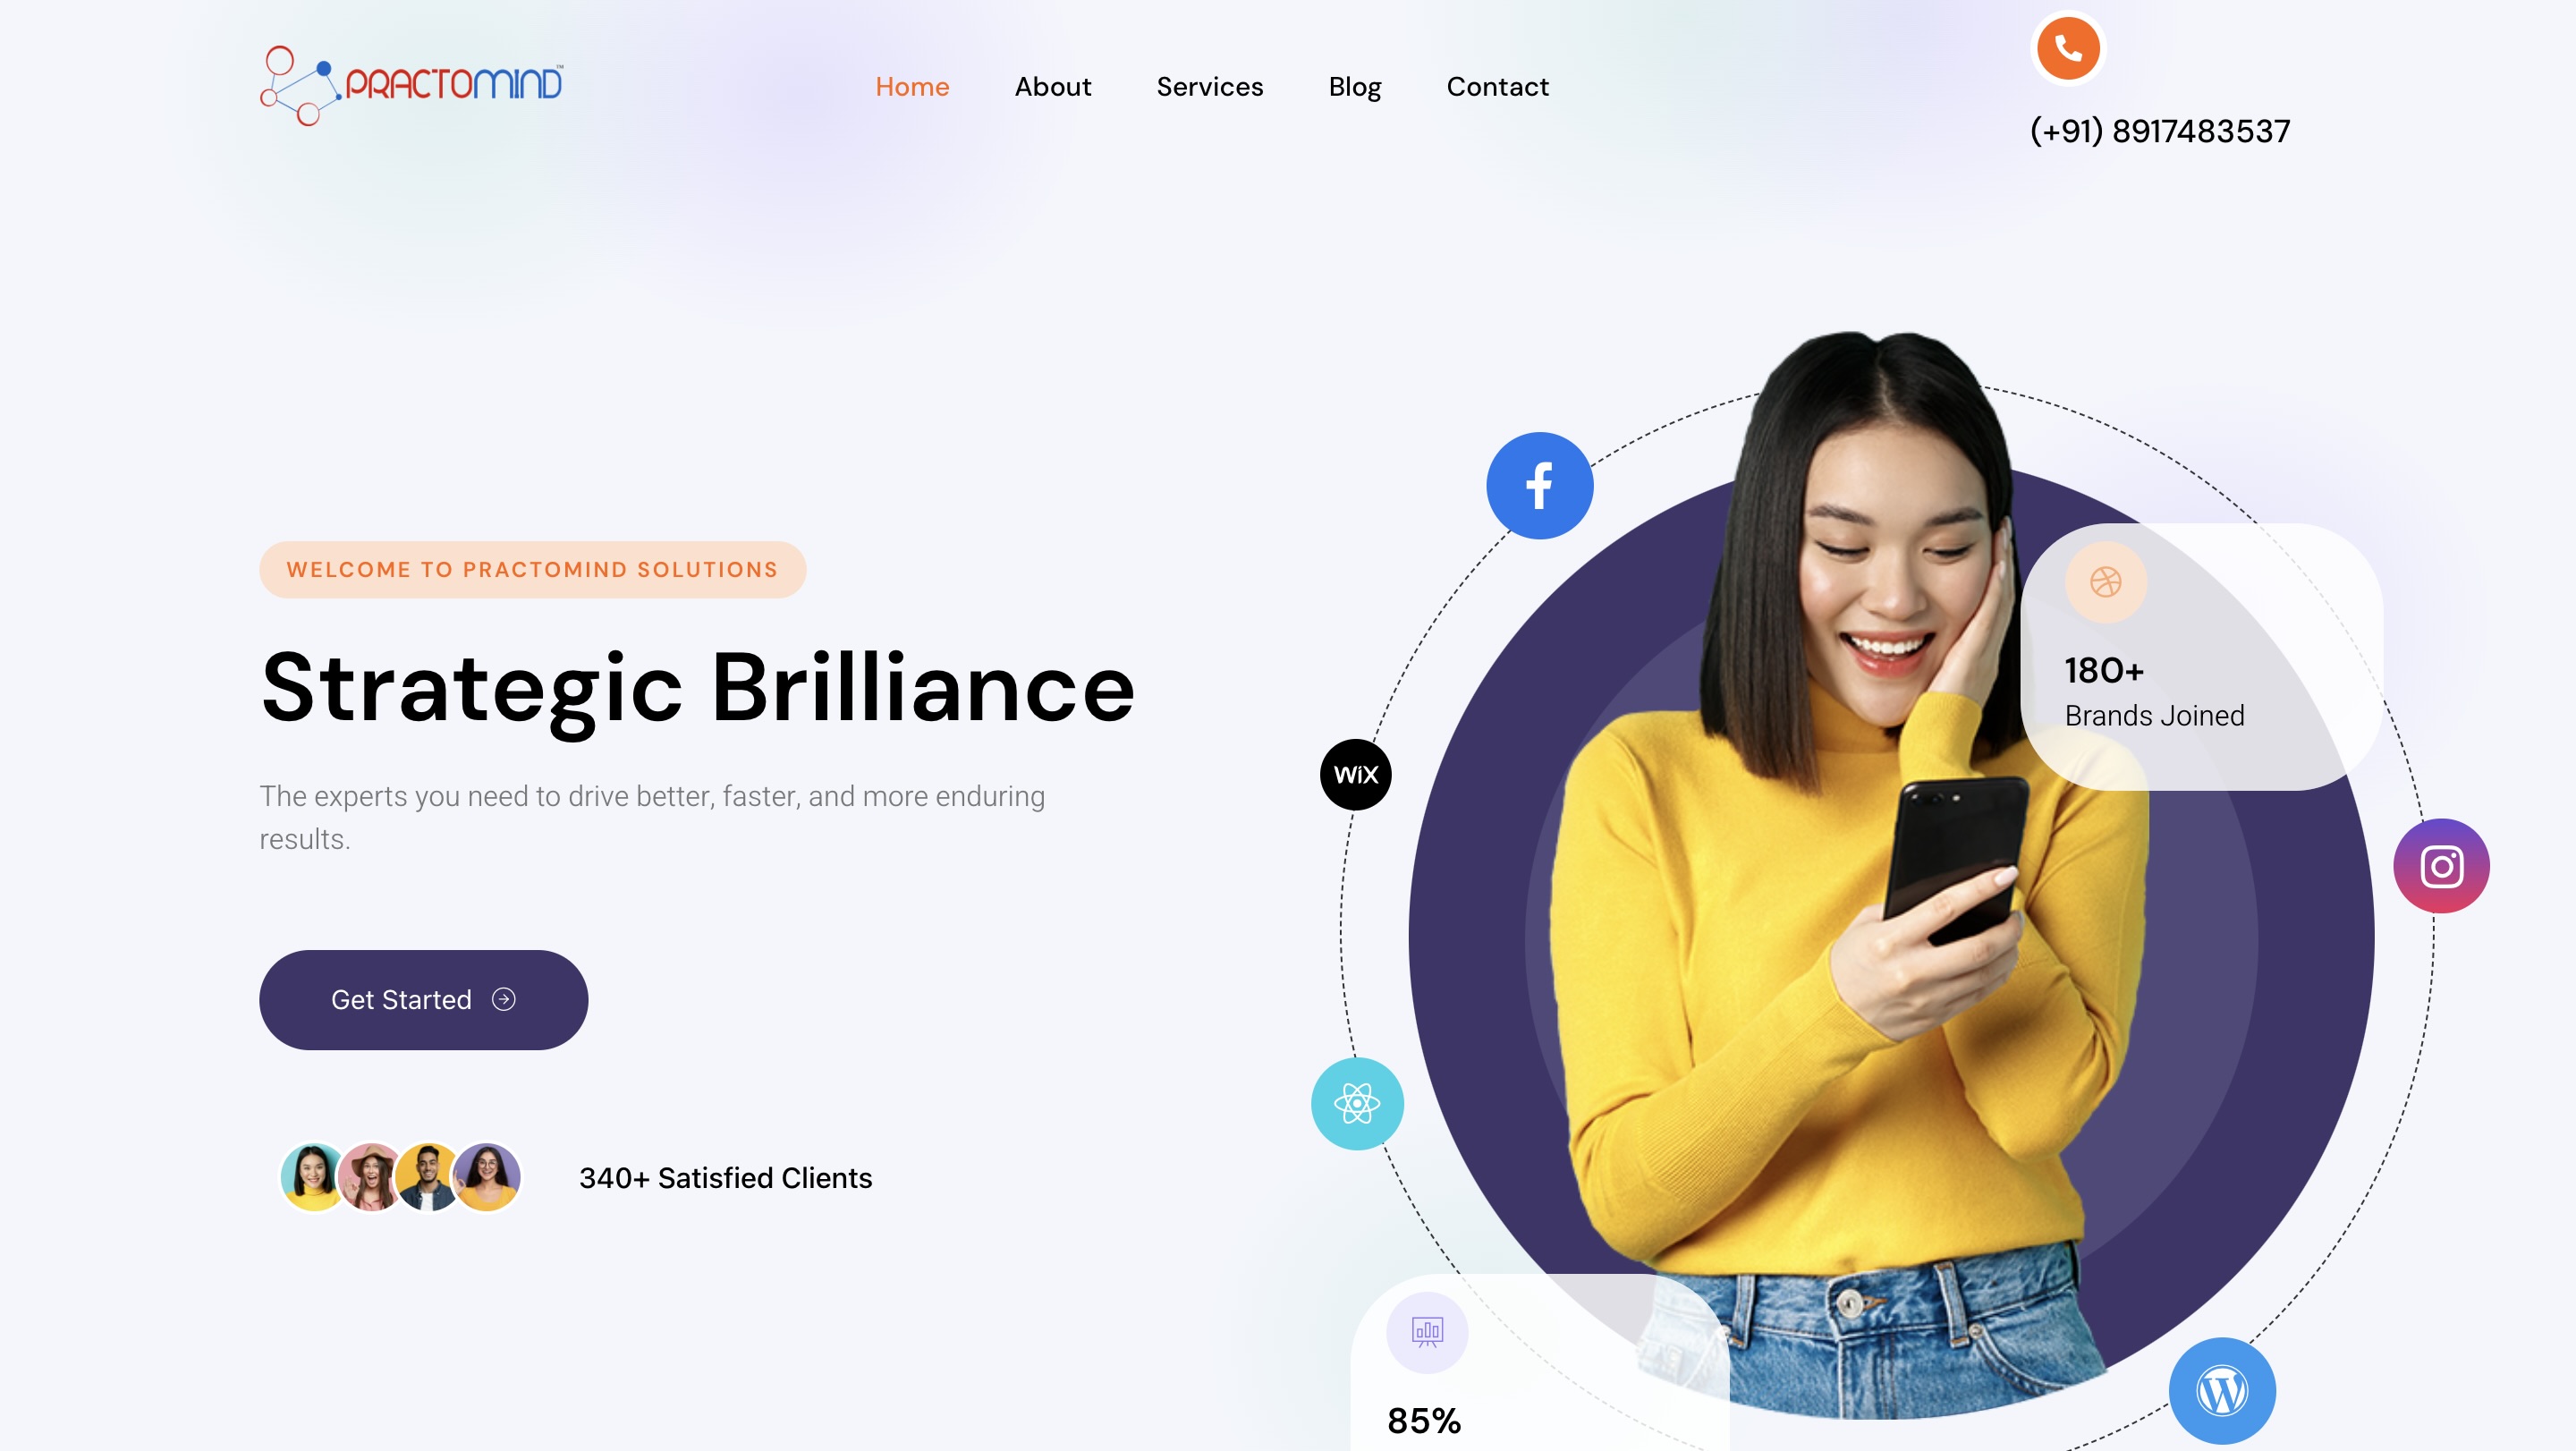 PRACTOMIND™
Home
About
Services
Blog
Contact
(+91) 8917483537
WELCOME TO PRACTOMIND SOLUTIONS
Strategic Brilliance
The experts you need to drive better, faster, and more enduring
results.
Get Started
340+ Satisfied Clients
WiX
180+
Brands Joined
85%